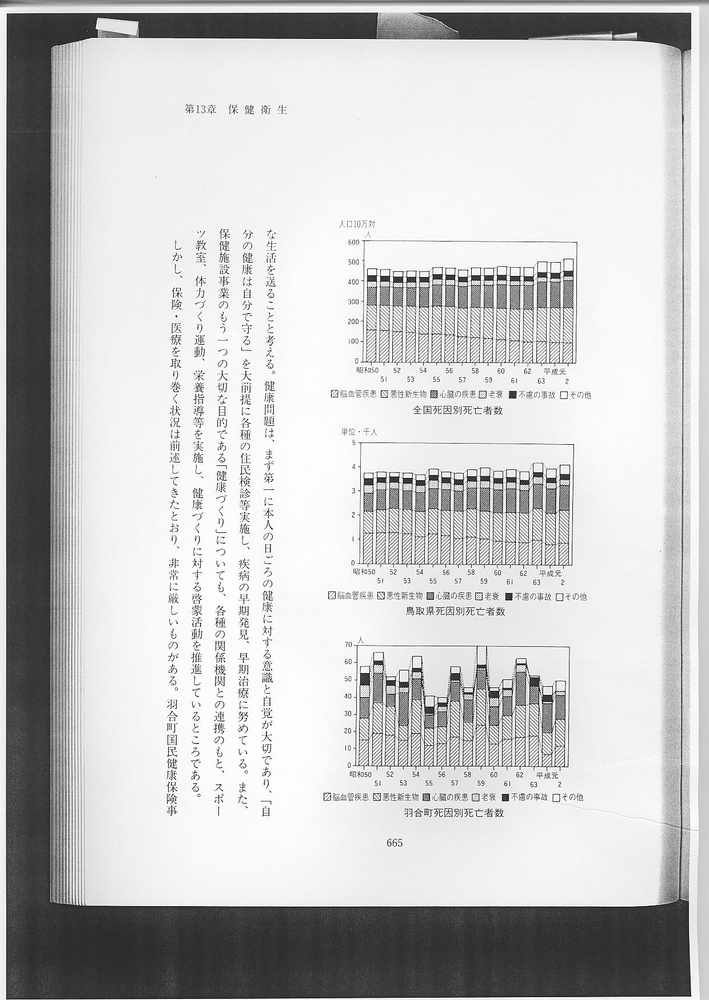 第13章　保健衛生
人口10万対
人
600
500
400
300
200
100
0
昭和50 52 54 56 58 60 62 平成元
51 53 55 57 59 61 63 2
脳血管疾患 悪性新生物 心臓の疾患 老衰 不慮の事故 その他
全国死因別死亡者数
単位・千人
5
4
3
2
1
0
昭和50 52 54 56 58 60 62 平成元
51 53 55 57 59 61 63 2
脳血管疾患 悪性新生物 心臓の疾患 老衰 不慮の事故 その他
鳥取県死因別死亡者数
人
70
60
50
40
30
20
10
0
昭和50 52 54 56 58 60 62 平成元
51 53 55 57 59 61 63 2
脳血管疾患 悪性新生物 心臓の疾患 老衰 不慮の事故 その他
羽合町死因別死亡者数
な生活を送ることと考える。健康問題は、まず第一に本人の日ごろの健康に対する意識と自覚が大切であり、「自
分の健康は自分で守る」を大前提に各種の住民検診等実施し、疾病の早期発見、早期治療に努めている。また、
保健施設事業のもう一つの大切な目的である「健康づくり」についても、各種の関係機関との連携のもと、スポー
ツ教室、体力づくり運動、栄養指導等を実施し、健康づくりに対する啓蒙活動を推進しているところである。
しかし、保険・医療を取り巻く状況は前述してきたとおり、非常に厳しいものがある。羽合町国民健康保険事
665